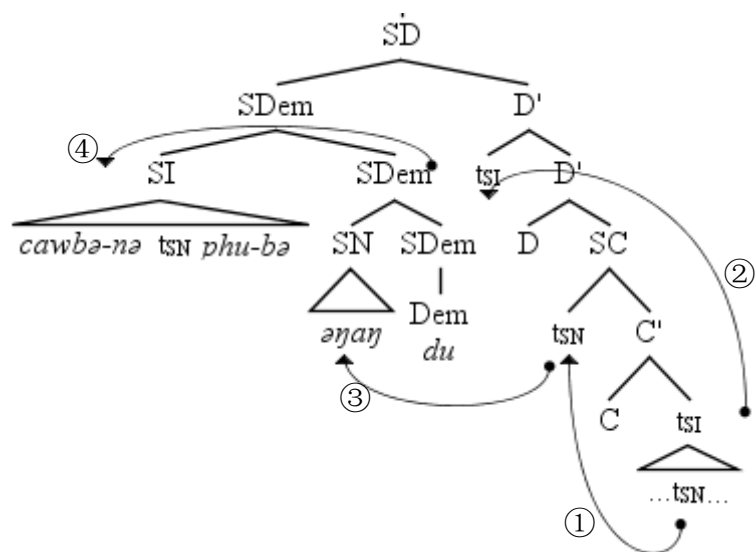 SD
SDem D'
④
SI SDem tSI D'
cawbə-nə tSN phu-bə SN SDem D SC
②
əŋaŋ Dem tSN C'
du
③
C tSI
...tSN...
①